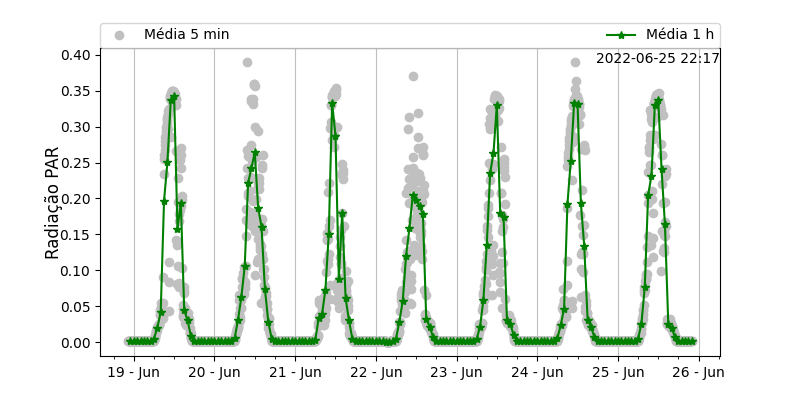 Média 5 min
Média 1 h
2022-06-25 22:17
Radiação PAR
0.40
0.35
0.30
0.25
0.20
0.15
0.10
0.05
0.00
19 - Jun
20 - Jun
21 - Jun
22 - Jun
23 - Jun
24 - Jun
25 - Jun
26 - Jun